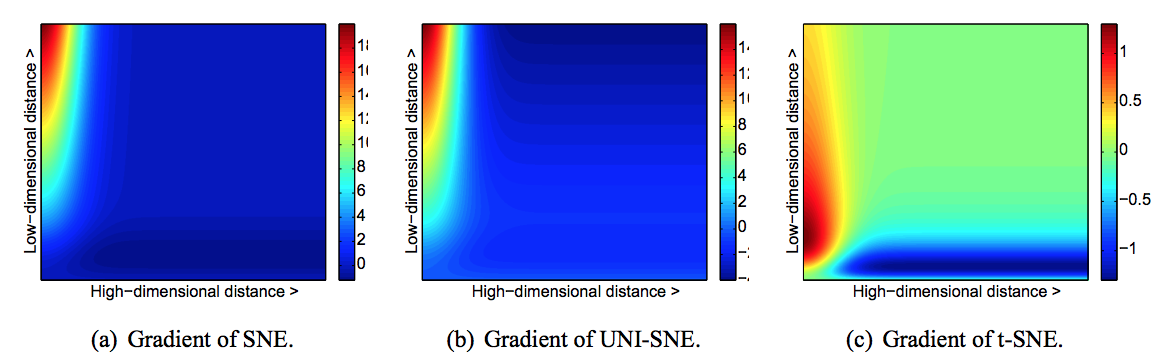 Low−dimensional distance >
18
16
14
12
10
8
6
4
2
0
High−dimensional distance >
(a) Gradient of SNE.
Low−dimensional distance >
14
12
10
8
6
4
2
0
−2
−4
High−dimensional distance >
(b) Gradient of UNI-SNE.
Low−dimensional distance >
1
0.5
0
−0.5
−1
High−dimensional distance >
(c) Gradient of t-SNE.